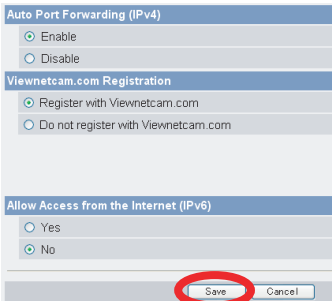 Auto Port Forwarding (IPv4)
Enable
Disable
Viewnetcam.com Registration
Register with Viewnetcam.com
Do not register with Viewnetcam.com
Allow Access from the Internet (IPv6)
Yes
No
Save Cancel